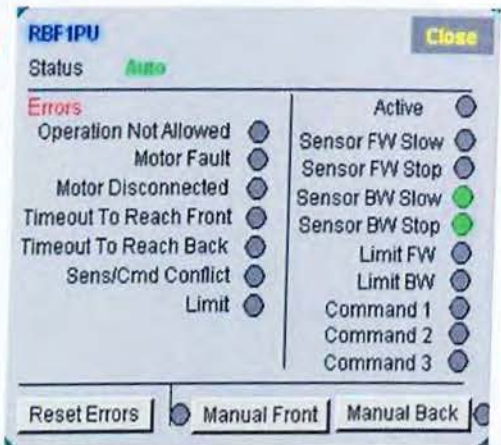 RBF1PU
Close
Status Auto
Errors
Operation Not Allowed
Motor Fault
Motor Disconnected
Timeout To Reach Front
Timeout To Reach Back
Sens/Cmd Conflict
Limit
Active
Sensor FW Slow
Sensor FW Stop
Sensor BW Slow
Sensor BW Stop
Limit FW
Limit BW
Command 1
Command 2
Command 3
Reset Errors
Manual Front
Manual Back